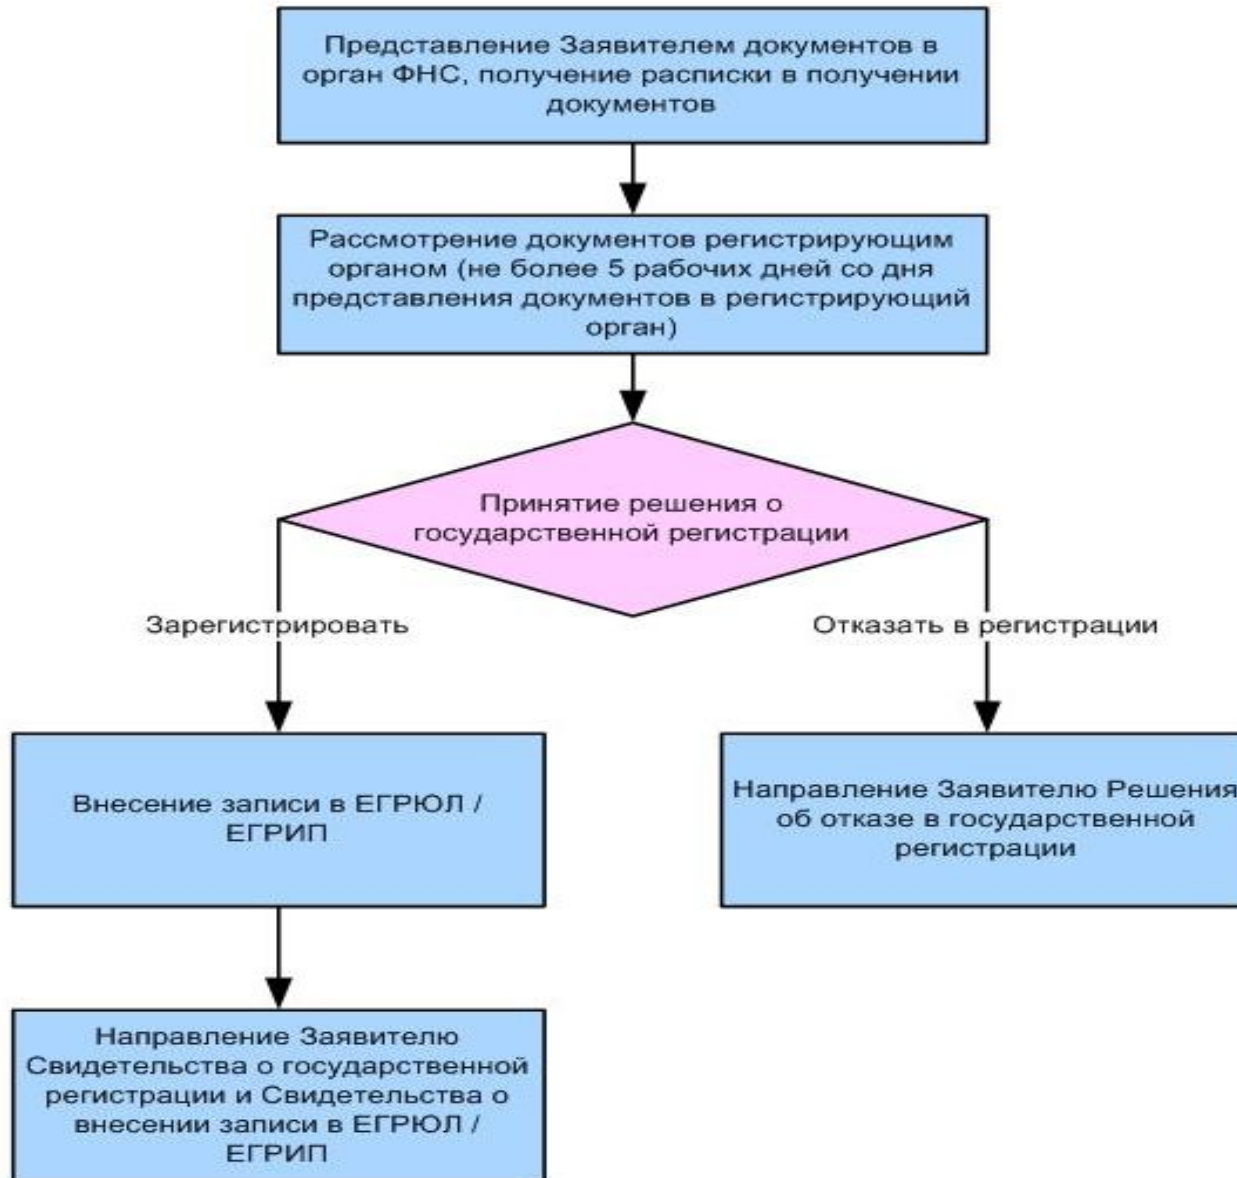 Представление Заявителем документов в
орган ФНС, получение расписки в получении
документов
Рассмотрение документов регистрирующим
органом (не более 5 рабочих дней со дня
представления документов в регистрирующий
орган)
Принятие решения о
государственной регистрации
Зарегистрировать
Отказать в регистрации
Внесение записи в ЕГРЮЛ /
ЕГРИП
Направление Заявителю Решения
об отказе в государственной
регистрации
Направление Заявителю
Свидетельства о государственной
регистрации и Свидетельства о
внесении записи в ЕГРЮЛ /
ЕГРИП